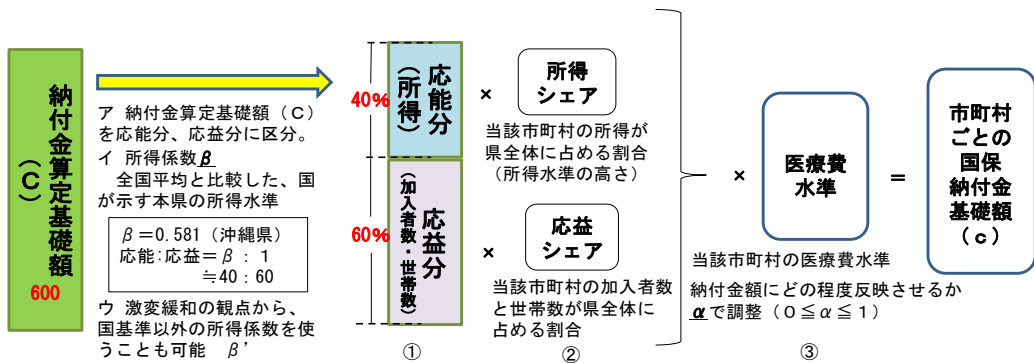 納付金算定基礎額
(C)
600
ア 納付金算定基礎額(C)
を応能分、応益分に区分。
イ 所得係数β
全国平均と比較した、国
が示す本県の所得水準
β=0.581(沖縄県)
応能:応益=β:1
≒40:60
ウ 激変緩和の観点から、
国基準以外の所得係数を使
うことも可能 β'
40%
応能分
(所得)
60%
応益分
(加入者数・世帯数)
①
×
所得
シェア
当該市町村の所得が
県全体に占める割合
(所得水準の高さ)
×
応益
シェア
当該市町村の加入者数
と世帯数が県全体に
占める割合
②
×
医療費
水準
当該市町村の医療費水準
納付金額にどの程度反映させるか
αで調整(0≦α≦1)
③
=
市町村
ごとの
国保
納付金
基礎額
(c)